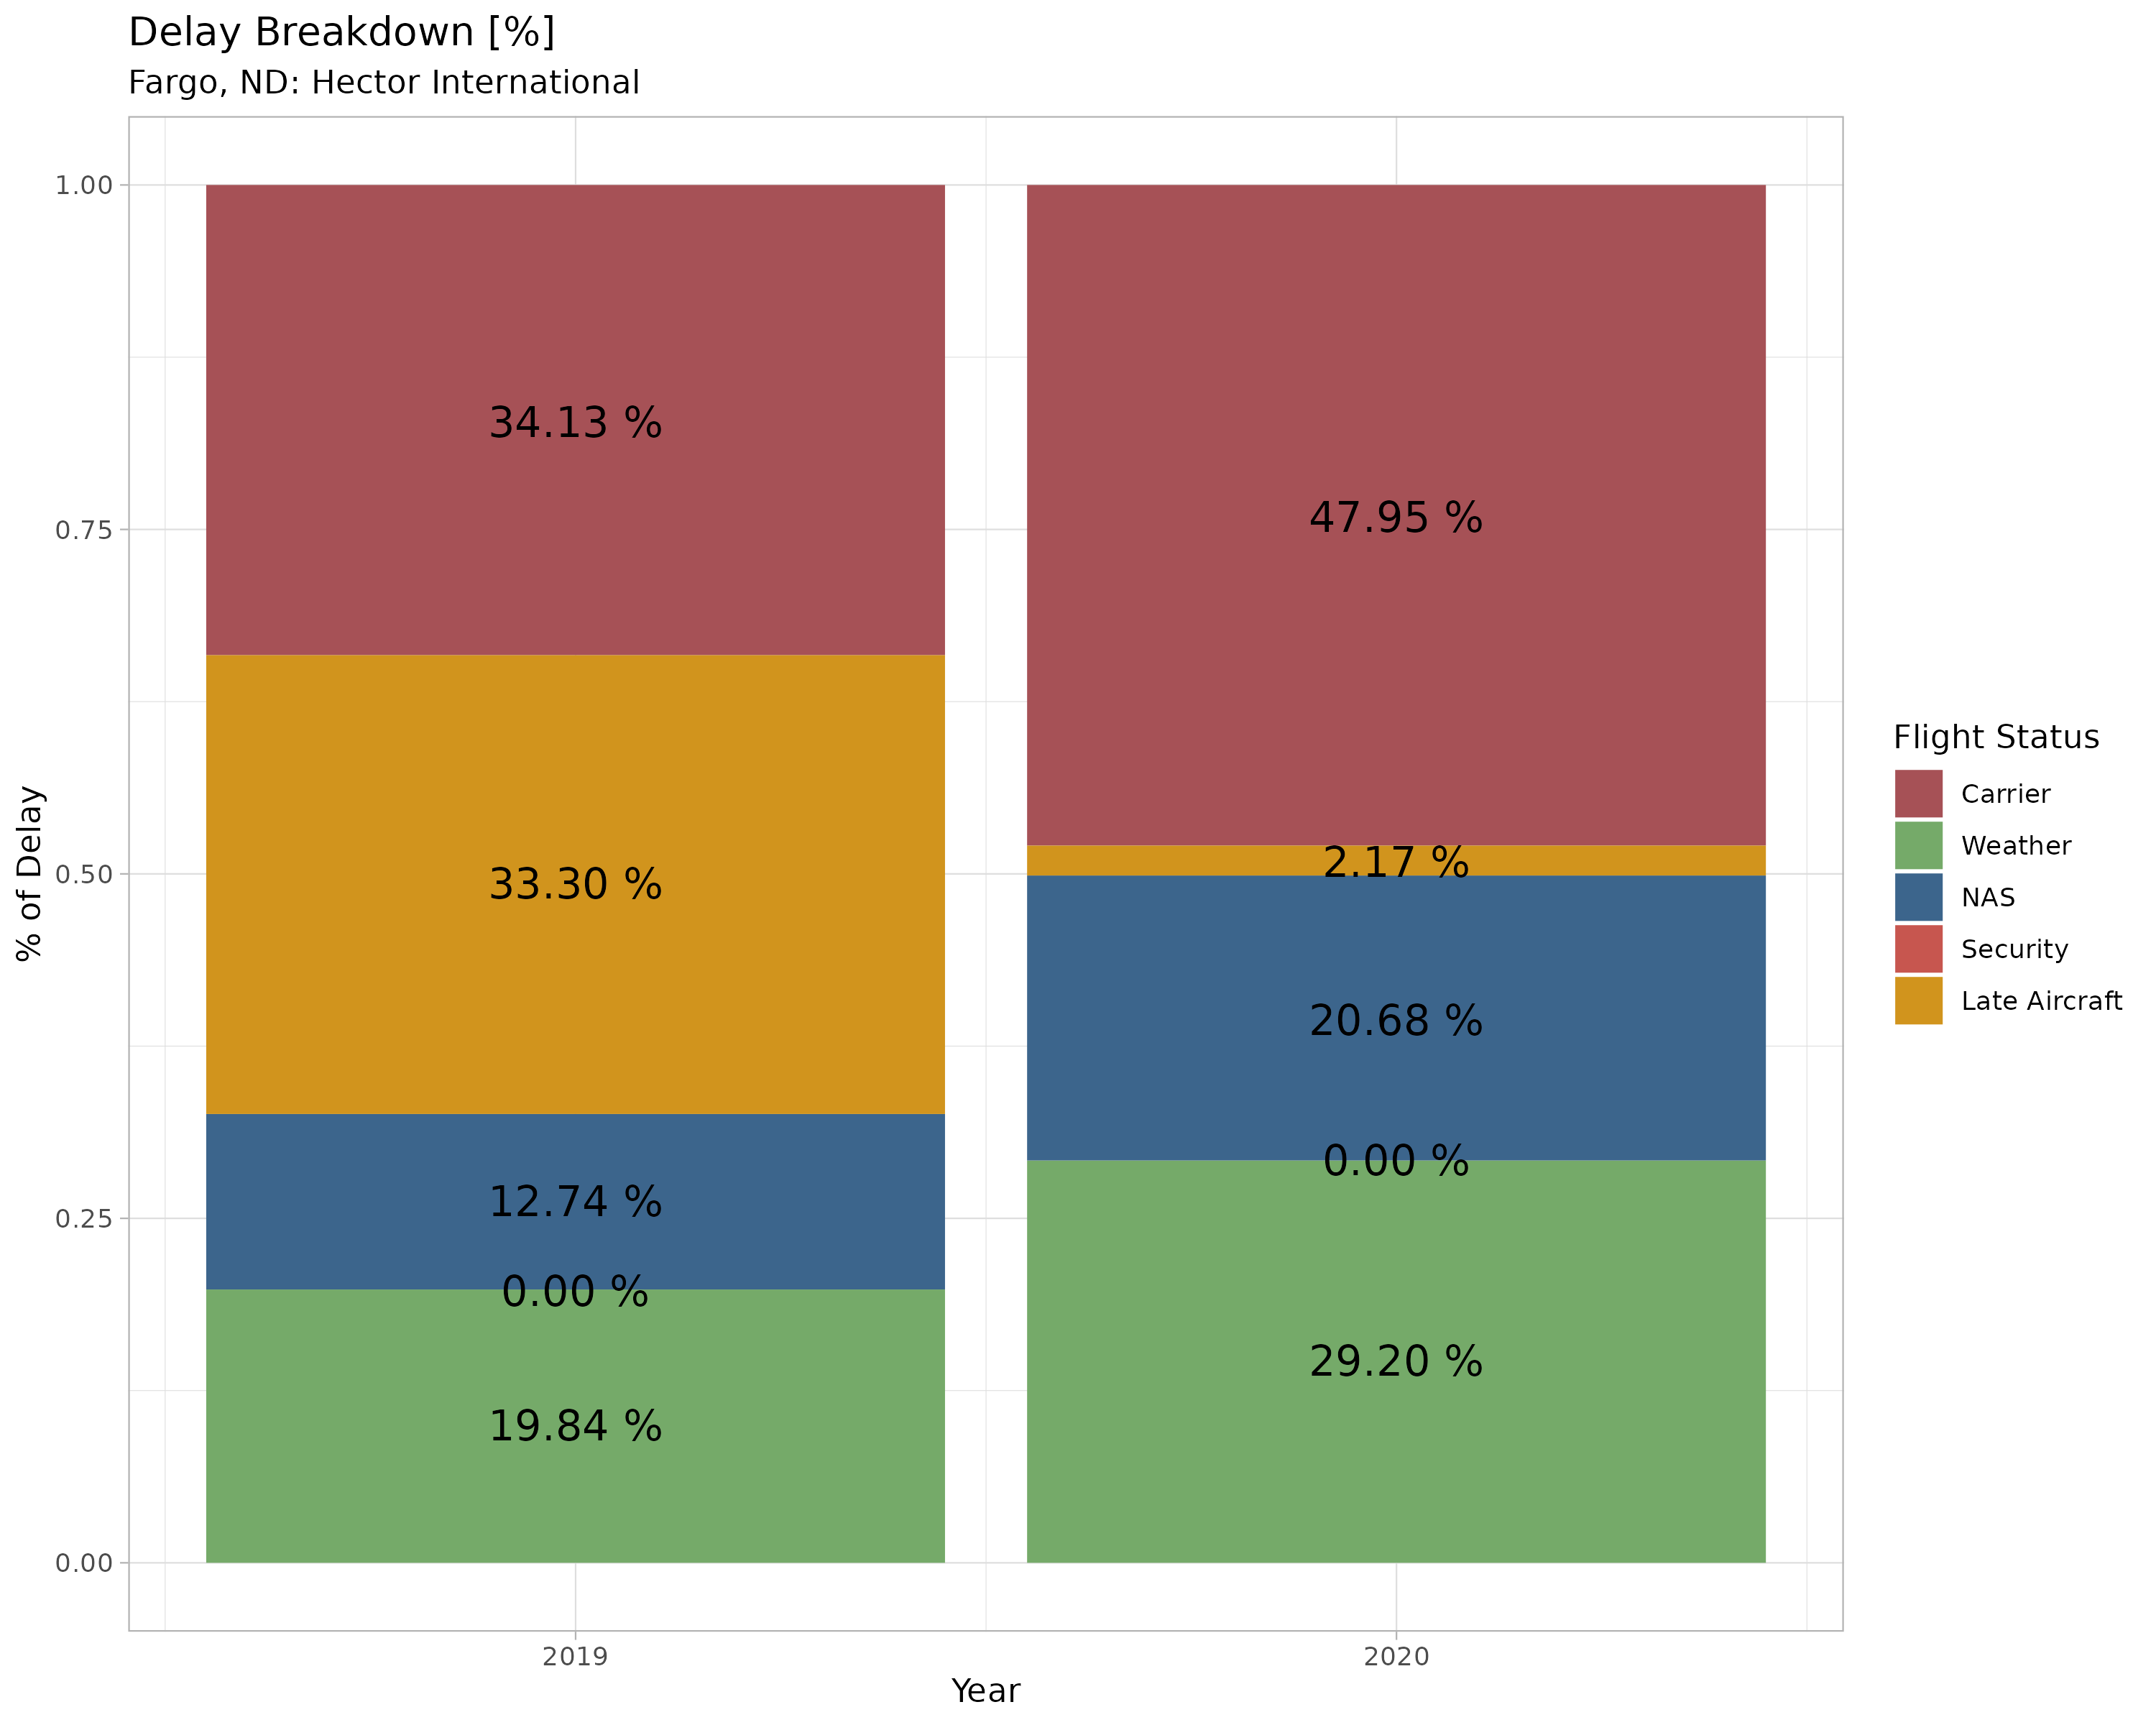 Delay Breakdown [%]
Fargo, ND: Hector International
% of Delay
1.00
0.75
0.50
0.25
0.00
34.13 %
33.30 %
12.74 %
0.00 %
19.84 %
47.95 %
2.17 %
20.68 %
0.00 %
29.20 %
2019
2020
Year
Flight Status
Carrier
Weather
NAS
Security
Late Aircraft